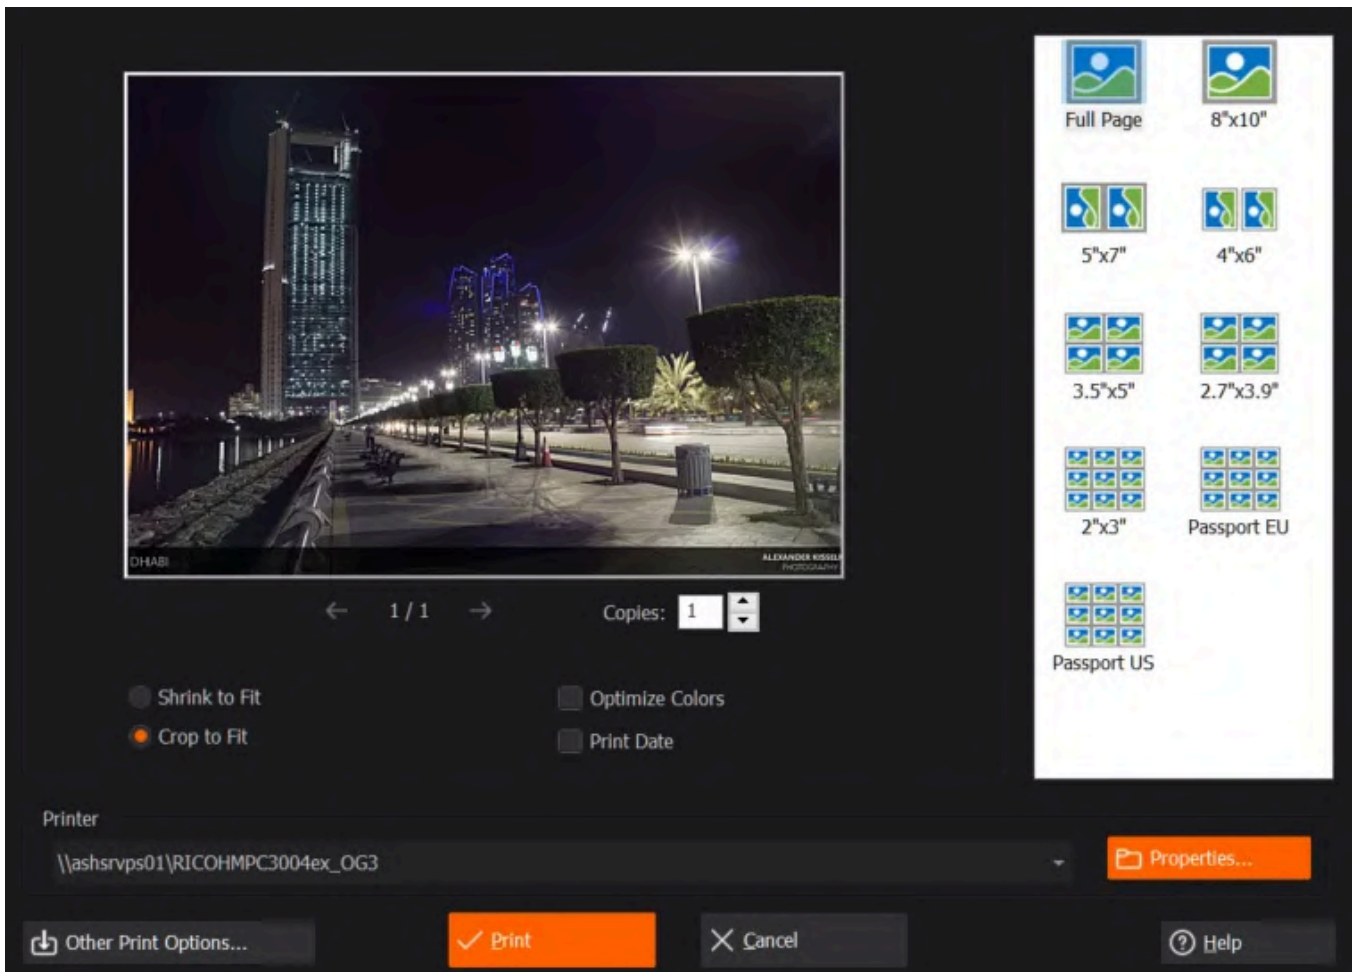 Full Page
8"x10"
5"x7"
4"x6"
3.5"x5"
2.7"x3.9"
2"x3"
Passport EU
Passport US
DHABI
ALEXANDER KISSEL
PHOTOGRAPHY
1 / 1
Copies: 1
Shrink to Fit
Optimize Colors
Crop to Fit
Print Date
Printer
\\ashsrvps01\RICOHMPC3004ex_OG3
Properties...
Other Print Options...
Print
Cancel
Help